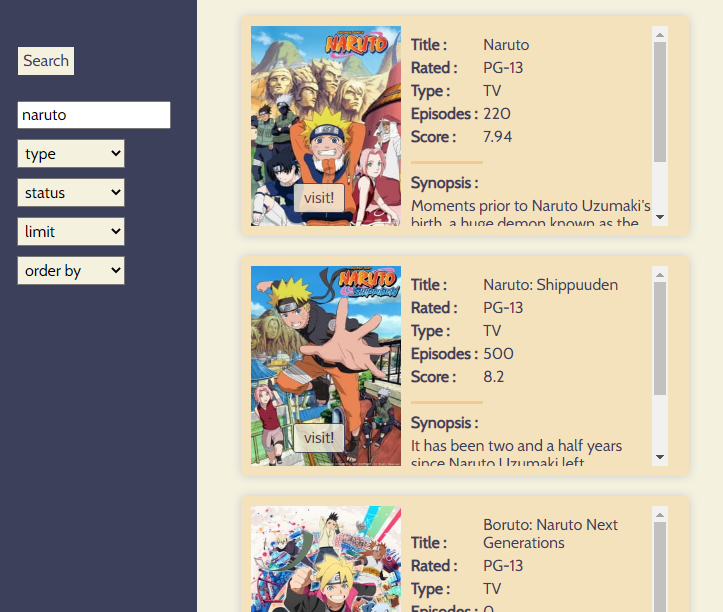 Search
naruto
type
status
limit
order by
NARUTO
visit!
Title : Naruto
Rated : PG-13
Type : TV
Episodes : 220
Score : 7.94
Synopsis :
Moments prior to Naruto Uzumaki's
birth, a huge demon known as the
NARUTO
Shippuden
visit!
Title : Naruto: Shippuuden
Rated : PG-13
Type : TV
Episodes : 500
Score : 8.2
Synopsis :
It has been two and a half years
since Naruto Uzumaki left
Title : Boruto: Naruto Next
Generations
Rated : PG-13
Type : TV
Episodes : 0